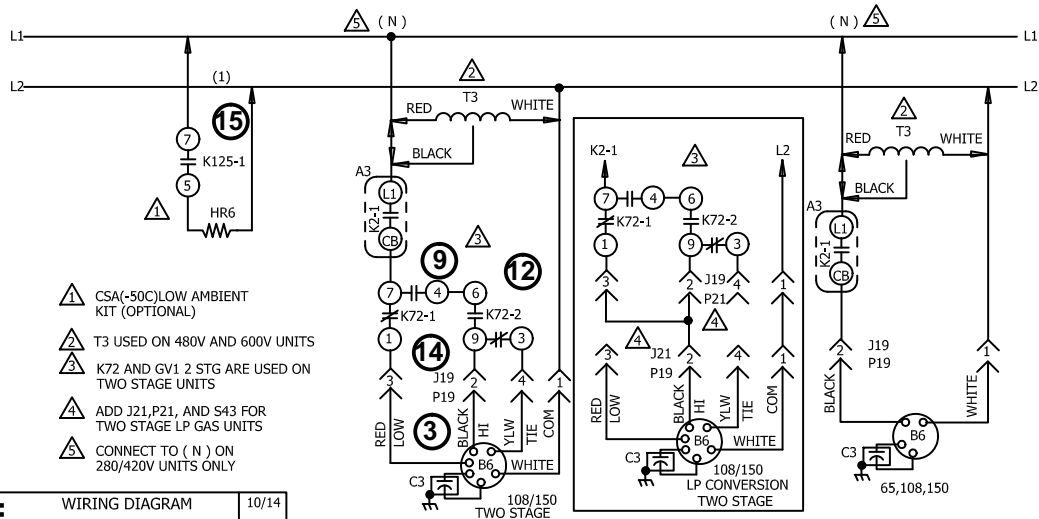 5 ( N )
( N ) 5
L1
L1
L2
(1)
L2
2
T3
RED
WHITE
BLACK
15
7
K125-1
5
1
HR6
A3
L1
K2-1
CB
3
9
12
7
4
6
K72-1
K72-2
1
14
9
3
3
J19
2
4
1
P19
RED
LOW
3
BLACK
HI
YLW
TIE
COM
B6
WHITE
C3
108/150
TWO STAGE
K2-1
3
L2
7
4
6
K72-1
K72-2
1
9
3
3
2
J19
4
1
P21
4
4
3
J21
2
4
1
P19
RED
LOW
BLACK
HI
YLW
TIE
COM
B6
WHITE
C3
108/150
LP CONVERSION
TWO STAGE
2
T3
RED
WHITE
BLACK
A3
L1
K2-1
CB
J19
2
1
P19
BLACK
WHITE
B6
C3
65,108,150
1 CSA(-50C)LOW AMBIENT
KIT (OPTIONAL)
2 T3 USED ON 480V AND 600V UNITS
3 K72 AND GV1 2 STG ARE USED ON
TWO STAGE UNITS
4 ADD J21,P21, AND S43 FOR
TWO STAGE LP GAS UNITS
5 CONNECT TO ( N ) ON
280/420V UNITS ONLY
WIRING DIAGRAM 10/14